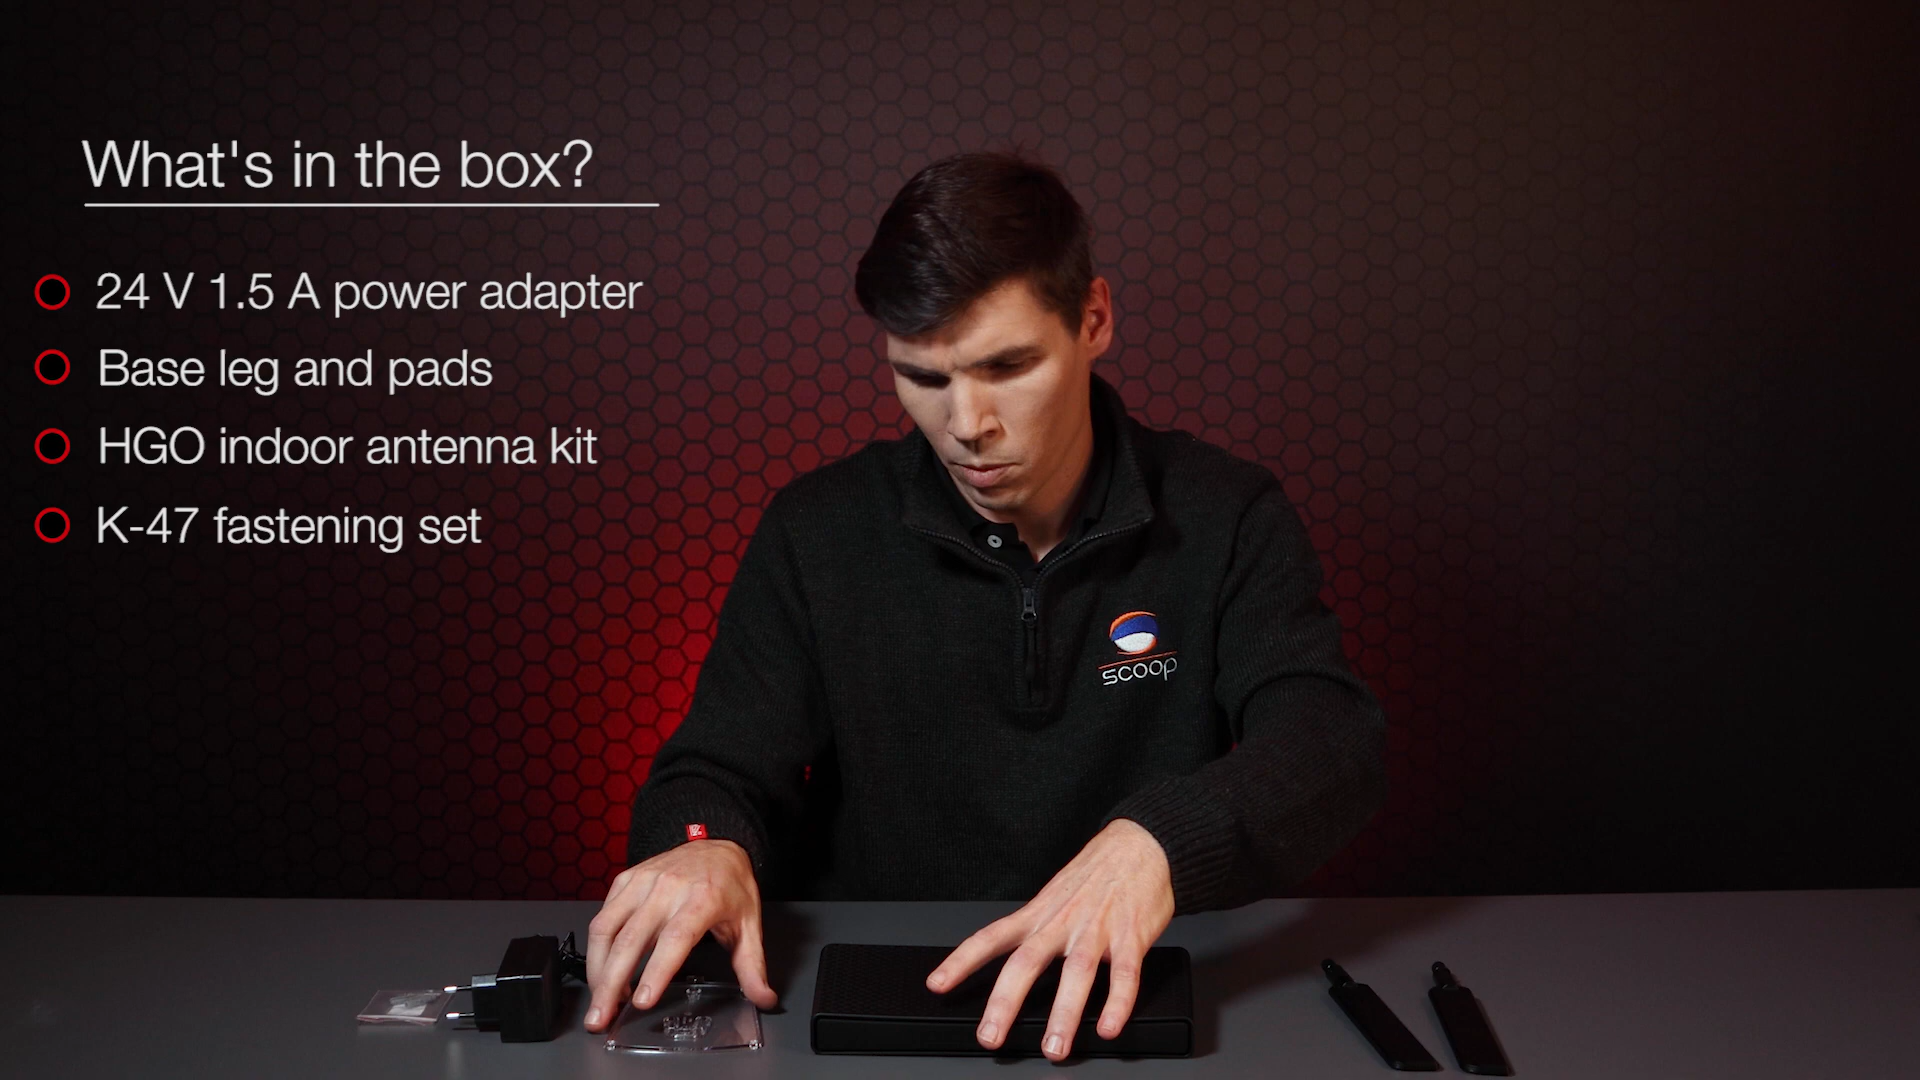 What's in the box?
24 V 1.5 A power adapter
Base leg and pads
HGO indoor antenna kit
K-47 fastening set
scoop